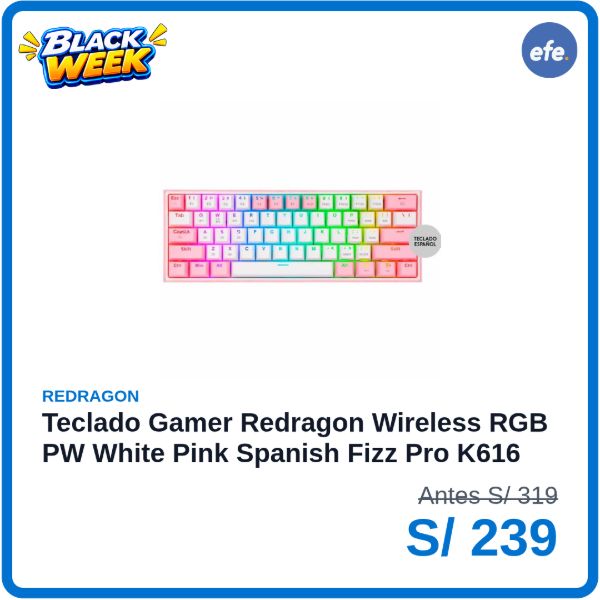 BLACK
WEEK
efe.
TECLADO
ESPAÑOL
REDRAGON
Teclado Gamer Redragon Wireless RGB
PW White Pink Spanish Fizz Pro K616
Antes S/ 319
S/ 239